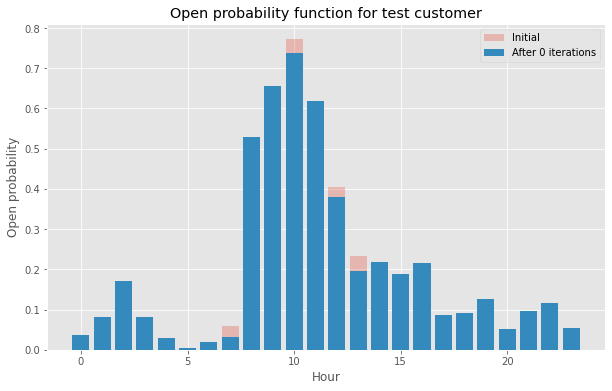 Open probability function for test customer
Initial
After 0 iterations
Open probability
0.8
0.7
0.6
0.5
0.4
0.3
0.2
0.1
0.0
0 5 10 15 20
Hour